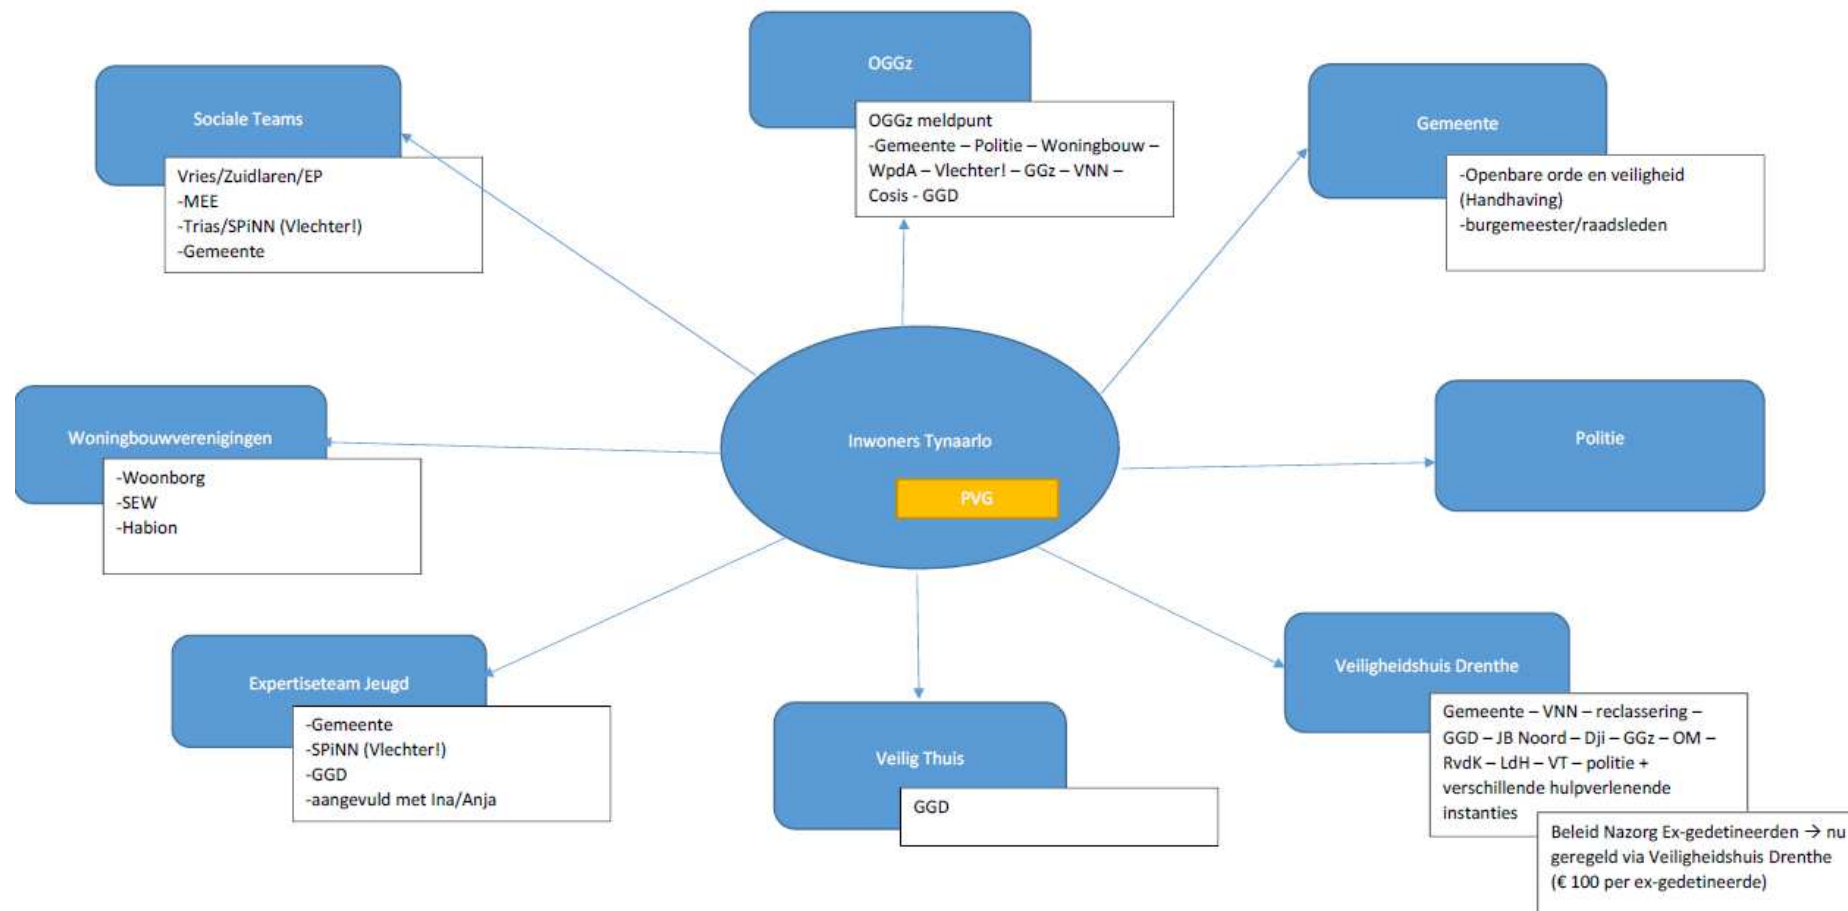 OGGz
OGGz meldpunt
-Gemeente – Politie – Woningbouw –
WpdA – Vlechter! – GGz – VNN –
Cosis - GGD
Sociale Teams
Vries/Zuidlaren/EP
-MEE
-Trias/SPiNN (Vlechter!)
-Gemeente
Gemeente
-Openbare orde en veiligheid
(Handhaving)
-burgemeester/raadsleden
Woningbouwverenigingen
-Woonborg
-SEW
-Habion
Inwoners Tynaarlo
PVG
Politie
Expertiseteam Jeugd
-Gemeente
-SPiNN (Vlechter!)
-GGD
-aangevuld met Ina/Anja
Veilig Thuis
GGD
Veiligheidshuis Drenthe
Gemeente – VNN – reclassering –
GGD – JB Noord – Dji – GGz – OM –
RvdK – LdH – VT – politie +
verschillende hulpverlenende
instanties
Beleid Nazorg Ex-gedetineerden → nu
geregeld via Veiligheidshuis Drenthe
(€ 100 per ex-gedetineerde)